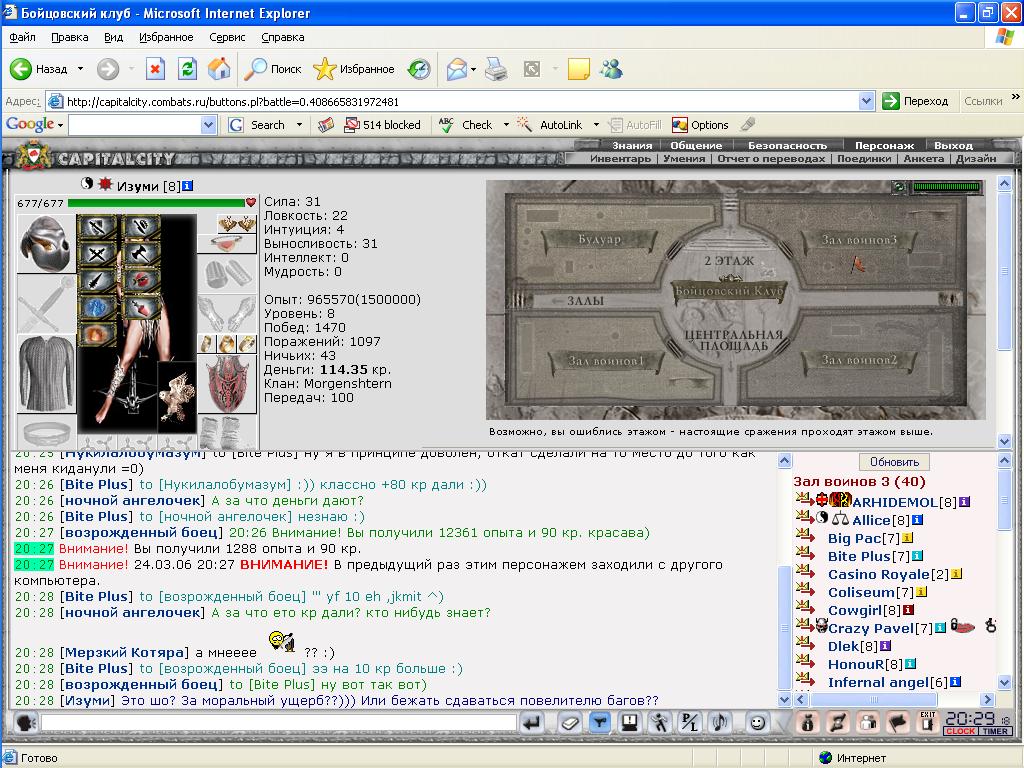 Бойцовский клуб - Microsoft Internet Explorer
Файл Правка Вид Избранное Сервис Справка
Назад Поиск Избранное
Адрес: http://capitalcity.combats.ru/buttons.pl?battle=0.408665831972481 Переход Ссылки »
Google Search 514 blocked Check AutoLink AutoFill Options
Знания Общение Безопасность Персонаж Выход
CAPITALCITY
Инвентарь | Умения | Отчет о переводах | Поединки | Анкета | Дизайн
Изуми [8]
677/677
Сила: 31
Ловкость: 22
Интуиция: 4
Выносливость: 31
Интеллект: 0
Мудрость: 0
Опыт: 965570(1500000)
Уровень: 8
Побед: 1470
Поражений: 1097
Ничьих: 43
Деньги: 114.35 кр.
Клан: Morgenshtern
Передач: 100
Будуар
Зал воинов3
2 ЭТАЖ
Бойцовский Клуб
← ЗАЛЫ
ЦЕНТРАЛЬНАЯ
ПЛОЩАДЬ
Зал воинов1
Зал воинов2
Возможно, вы ошиблись этажом - настоящие сражения проходят этажом выше.
20:25 [Нукилалобумазум] to [Bite Plus] ну я в принципе доволен, откат сделали на то место до того как
меня киданули =0)
20:26 [Bite Plus] to [Нукилалобумазум] :)) классно +80 кр дали :))
20:26 [ночной ангелочек] А за что деньги дают?
20:26 [Bite Plus] to [ночной ангелочек] незнаю :)
20:27 [возрожденный боец] 20:26 Внимание! Вы получили 12361 опыта и 90 кр. красава)
20:27 Внимание! Вы получили 1288 опыта и 90 кр.
20:27 Внимание! 24.03.06 20:27 ВНИМАНИЕ! В предыдущий раз этим персонажем заходили с другого
компьютера.
20:28 [Bite Plus] to [возрожденный боец] ''' yf 10 eh ,jkmit ^)
20:28 [ночной ангелочек] А за что ето кр дали? кто нибудь знает?
20:28 [Мерзкий Котяра] а мнееее ?? :)
20:28 [Bite Plus] to [возрожденный боец] ээ на 10 кр больше :)
20:28 [возрожденный боец] to [Bite Plus] ну вот так вот)
20:28 [Изуми] Это шо? За моральный ущерб??))) Или бежать сдаваться повелителю багов??
Обновить
Зал воинов 3 (40)
ARHIDEMOL[8]
Allice[8]
Big Pac[7]
Bite Plus[7]
Casino Royale[2]
Coliseum[7]
Cowgirl[8]
Crazy Pavel[7]
Dlek[8]
HonouR[8]
Infernal angel[6]
P/L EXIT 20:29 :18
CLOCK TIMER
Готово Интернет